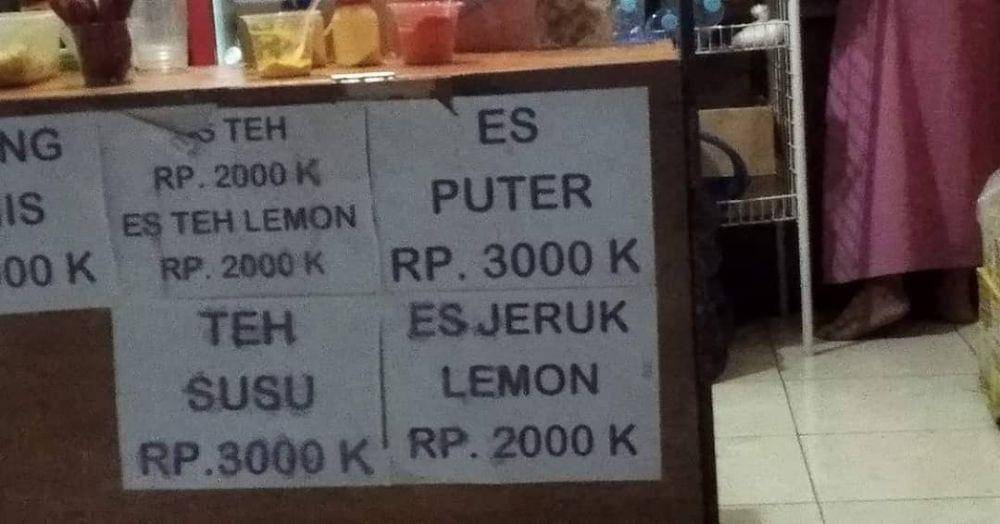 NG
IS
00 K
TEH
RP. 2000 K
ES TEH LEMON
RP. 2000 K
ES
PUTER
RP. 3000 K
TEH
SUSU
RP.3000 K
ES JERUK
LEMON
RP. 2000 K